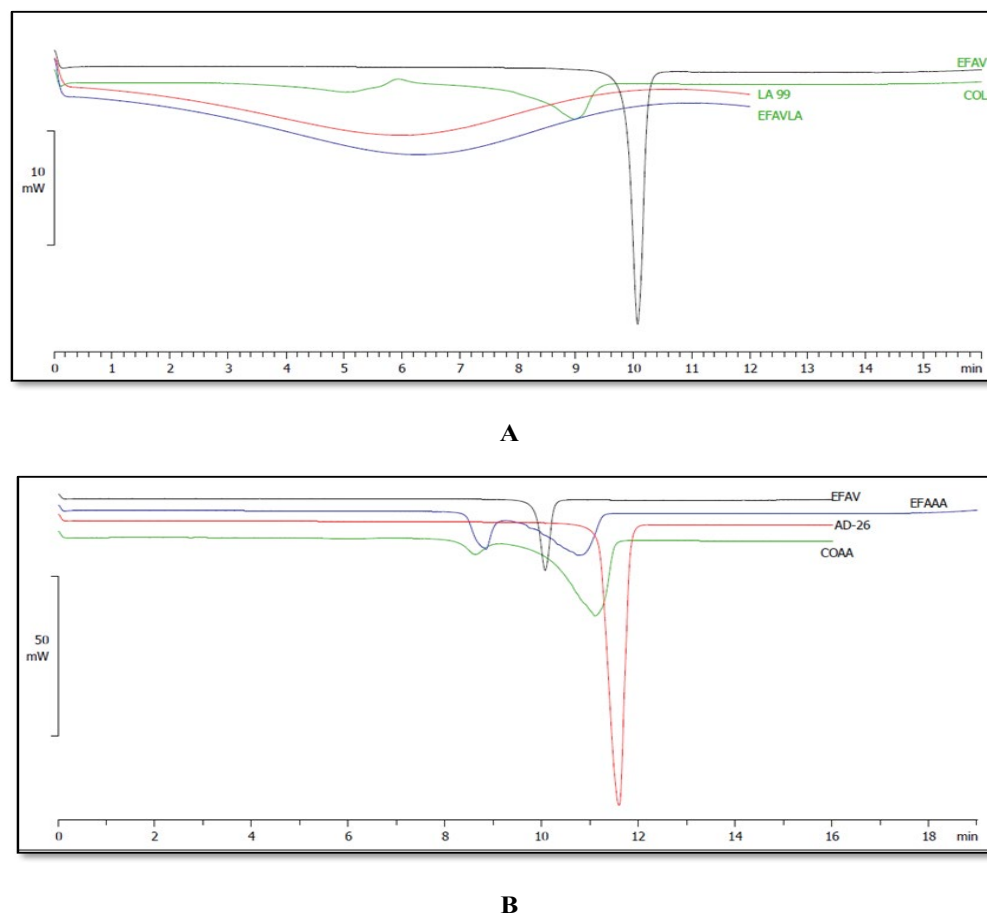 EFAV
COL
LA 99
EFAVLA
10
mW
0 1 2 3 4 5 6 7 8 9 10 11 12 13 14 15 min
A
EFAV
EFAAA
AD-26
COAA
50
mW
0 2 4 6 8 10 12 14 16 18 min
B